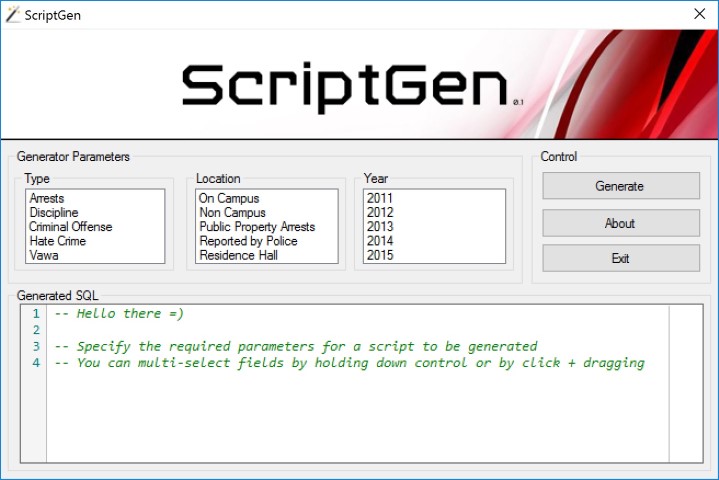 ScriptGen
ScriptGen 0.1
Generator Parameters
Type
Arrests
Discipline
Criminal Offense
Hate Crime
Vawa
Location
On Campus
Non Campus
Public Property Arrests
Reported by Police
Residence Hall
Year
2011
2012
2013
2014
2015
Control
Generate
About
Exit
Generated SQL
1 -- Hello there =)
2
3 -- Specify the required parameters for a script to be generated
4 -- You can multi-select fields by holding down control or by click + dragging